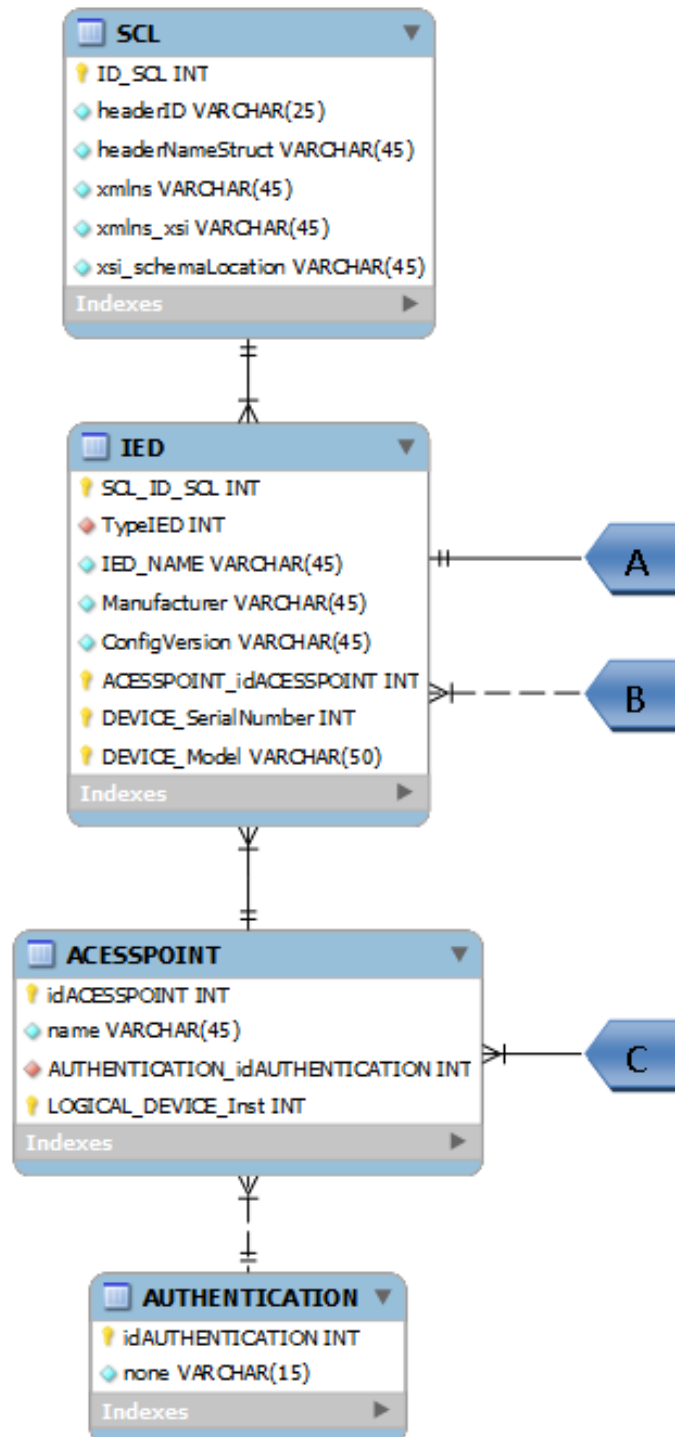 SCL
ID_SCL INT
headerID VARCHAR(25)
headerNameStruct VARCHAR(45)
xmlns VARCHAR(45)
xmlns_xsi VARCHAR(45)
xsi_schemaLocation VARCHAR(45)
Indexes
IED
SCL_ID_SCL INT
TypeIED INT
IED_NAME VARCHAR(45)
Manufacturer VARCHAR(45)
ConfigVersion VARCHAR(45)
ACESSPOINT_idACESSPOINT INT
DEVICE_SerialNumber INT
DEVICE_Model VARCHAR(50)
Indexes
A
B
ACESSPOINT
idACESSPOINT INT
name VARCHAR(45)
AUTHENTICATION_idAUTHENTICATION INT
LOGICAL_DEVICE_Inst INT
Indexes
C
AUTHENTICATION
idAUTHENTICATION INT
none VARCHAR(15)
Indexes